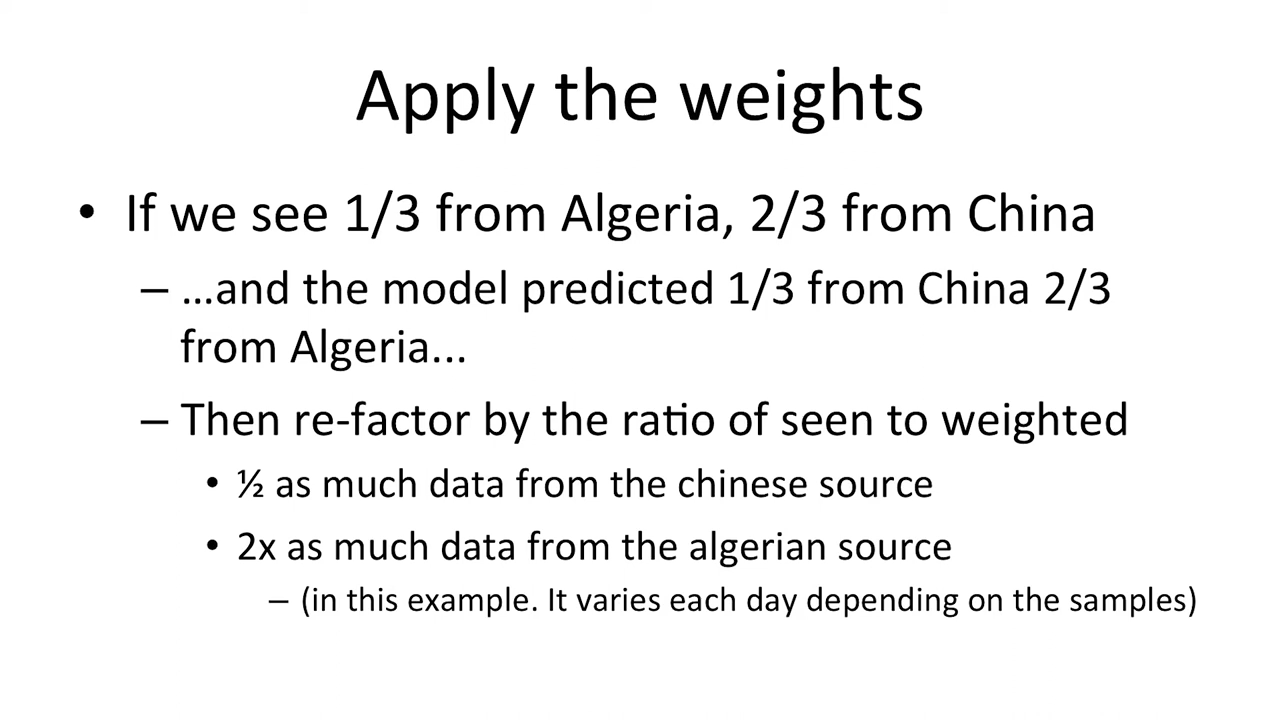 Apply the weights
• If we see 1/3 from Algeria, 2/3 from China
– …and the model predicted 1/3 from China 2/3
from Algeria...
– Then re-factor by the ratio of seen to weighted
• ½ as much data from the chinese source
• 2x as much data from the algerian source
– (in this example. It varies each day depending on the samples)